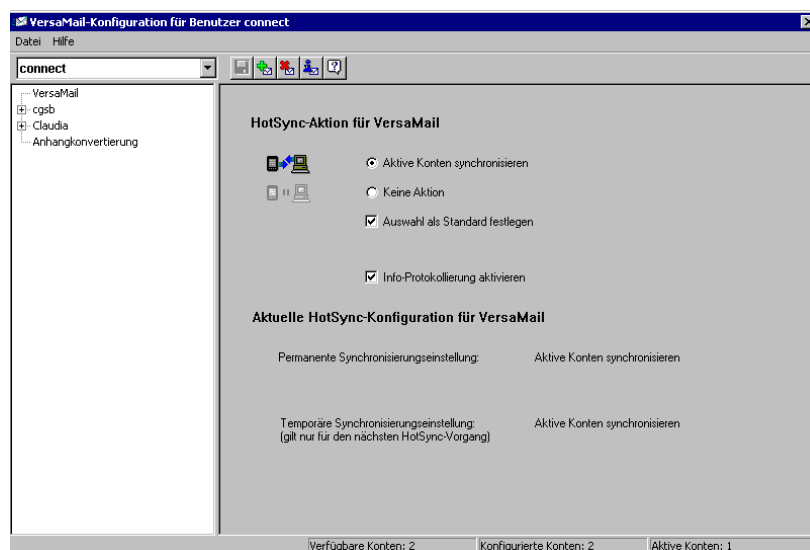 VersaMail-Konfiguration für Benutzer connect
Datei Hilfe
connect
VersaMail
cgsb
Claudia
Anhangkonvertierung
HotSync-Aktion für VersaMail
Aktive Konten synchronisieren
Keine Aktion
Auswahl als Standard festlegen
Info-Protokollierung aktivieren
Aktuelle HotSync-Konfiguration für VersaMail
Permanente Synchronisierungseinstellung: Aktive Konten synchronisieren
Temporäre Synchronisierungseinstellung: Aktive Konten synchronisieren
(gilt nur für den nächsten HotSync-Vorgang)
Verfügbare Konten: 2 Konfigurierte Konten: 2 Aktive Konten: 1